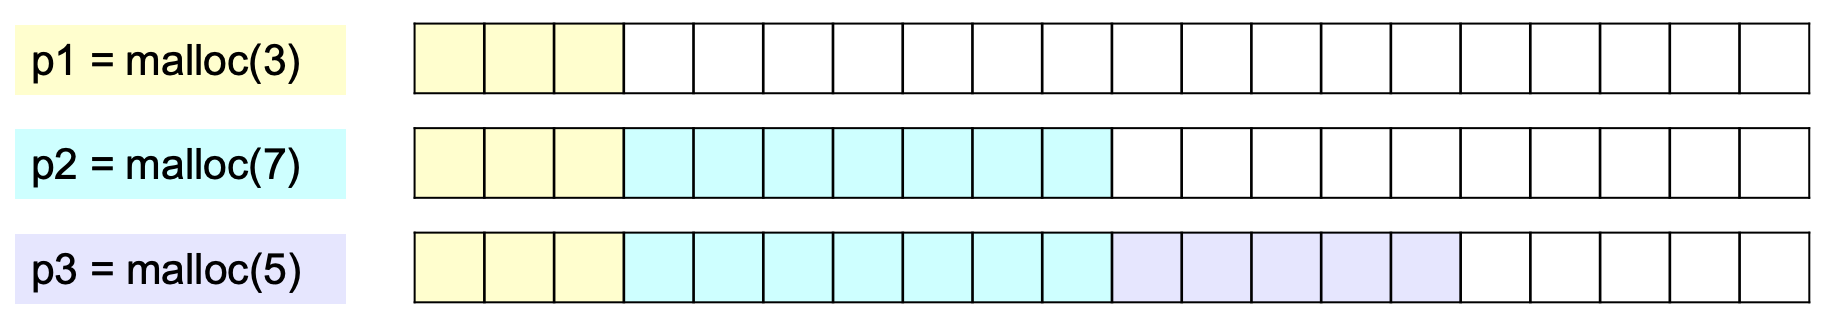 p1 = malloc(3)
p2 = malloc(7)
p3 = malloc(5)